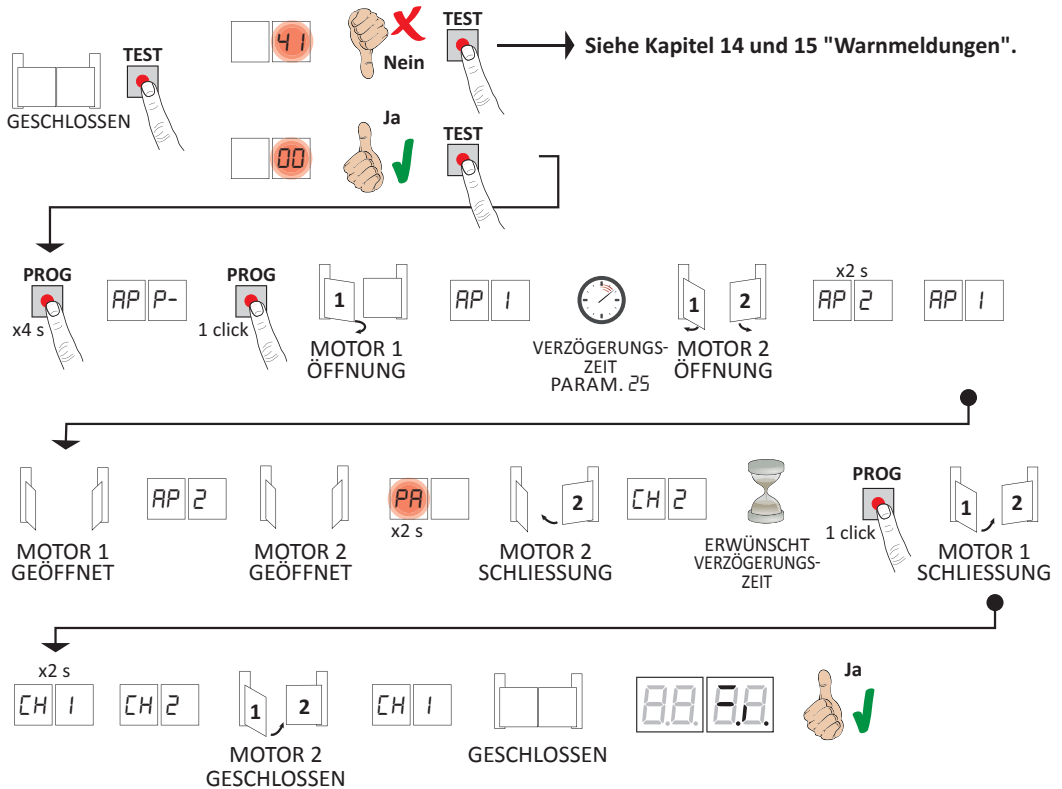 TEST
41
Nein
TEST
Siehe Kapitel 14 und 15 "Warnmeldungen".
GESCHLOSSEN
00
Ja
TEST
PROG
x4 s
AP P-
PROG
1 click
1
MOTOR 1
ÖFFNUNG
AP 1
VERZÖGERUNGS-
ZEIT
PARAM. 25
1 2
MOTOR 2
ÖFFNUNG
x2 s
AP 2
AP 1
MOTOR 1
GEÖFFNET
AP 2
MOTOR 2
GEÖFFNET
PA
x2 s
2
MOTOR 2
SCHLIESSUNG
CH 2
ERWÜNSCHT
VERZÖGERUNGS-
ZEIT
PROG
1 click
1 2
MOTOR 1
SCHLIESSUNG
x2 s
CH 1
CH 2
1 2
MOTOR 2
GESCHLOSSEN
CH 1
GESCHLOSSEN
Ja